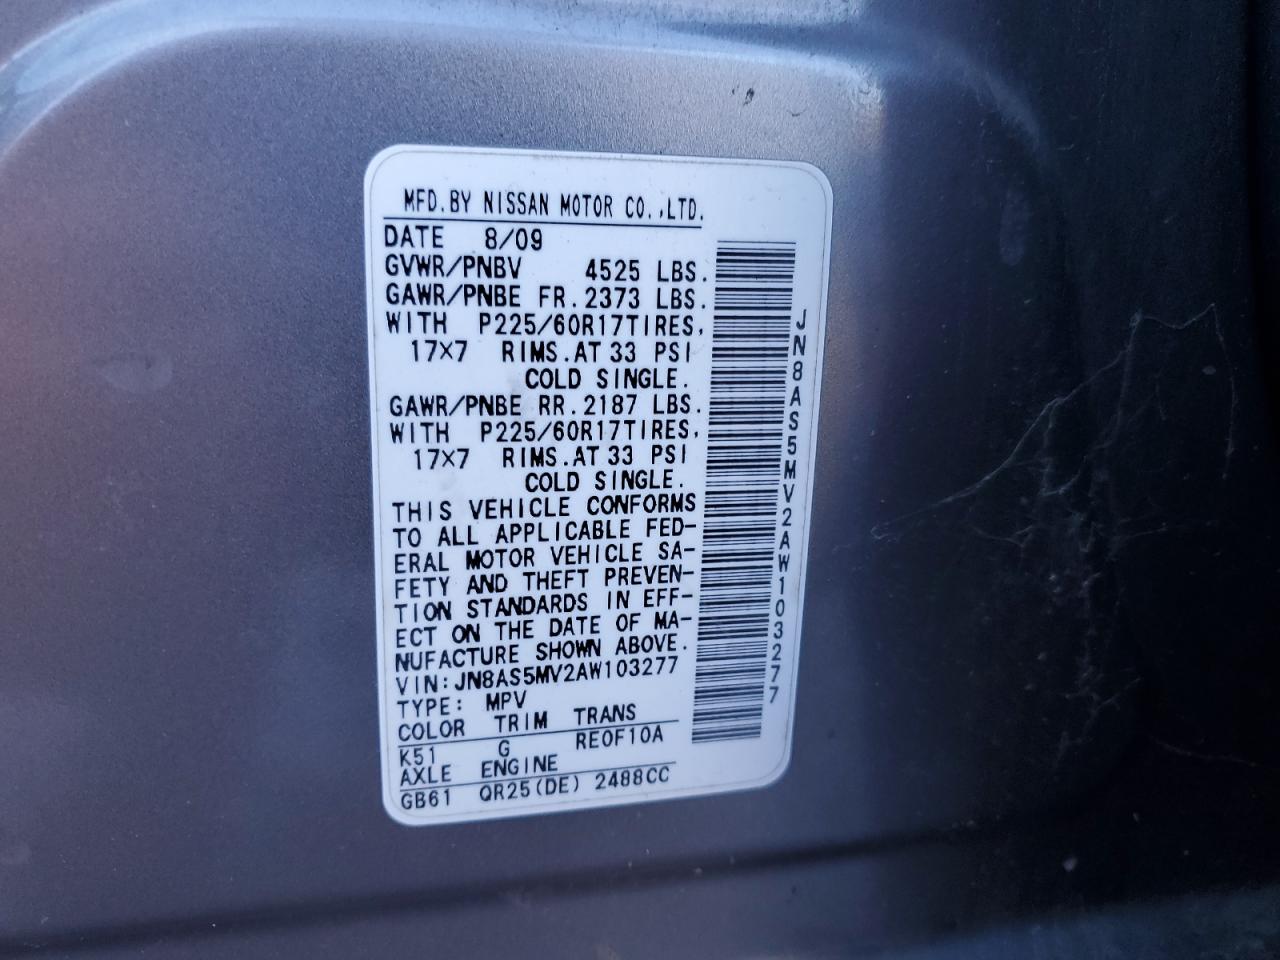 MFD.BY NISSAN MOTOR CO.,LTD.
DATE 8/09
GVWR/PNBV 4525 LBS.
GAWR/PNBE FR.2373 LBS.
WITH P225/60R17TIRES,
17×7 RIMS.AT 33 PSI
COLD SINGLE.
GAWR/PNBE RR.2187 LBS.
WITH P225/60R17TIRES,
17×7 RIMS.AT 33 PSI
COLD SINGLE.
THIS VEHICLE CONFORMS
TO ALL APPLICABLE FED-
ERAL MOTOR VEHICLE SA-
FETY AND THEFT PREVEN-
TION STANDARDS IN EFF-
ECT ON THE DATE OF MA-
NUFACTURE SHOWN ABOVE.
VIN:JN8AS5MV2AW103277
TYPE: MPV
COLOR TRIM TRANS
K51 G RE0F10A
AXLE ENGINE
GB61 QR25(DE) 2488CC
JN8AS5MV2AW103277